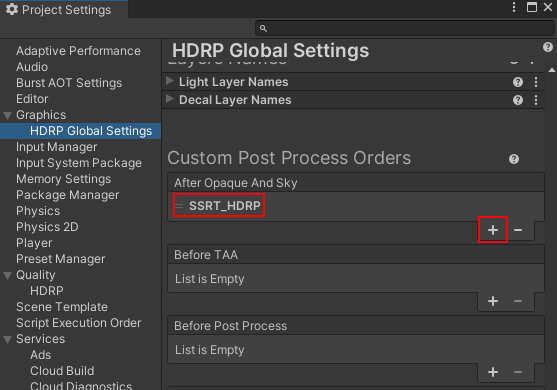 Project Settings
Adaptive Performance
Audio
Burst AOT Settings
Editor
Graphics
HDRP Global Settings
Input Manager
Input System Package
Memory Settings
Package Manager
Physics
Physics 2D
Player
Preset Manager
Quality
HDRP
Scene Template
Script Execution Order
Services
Ads
Cloud Build
Cloud Diagnostics
HDRP Global Settings
Layers Names
Light Layer Names
Decal Layer Names
Custom Post Process Orders
After Opaque And Sky
SSRT_HDRP
Before TAA
List is Empty
Before Post Process
List is Empty